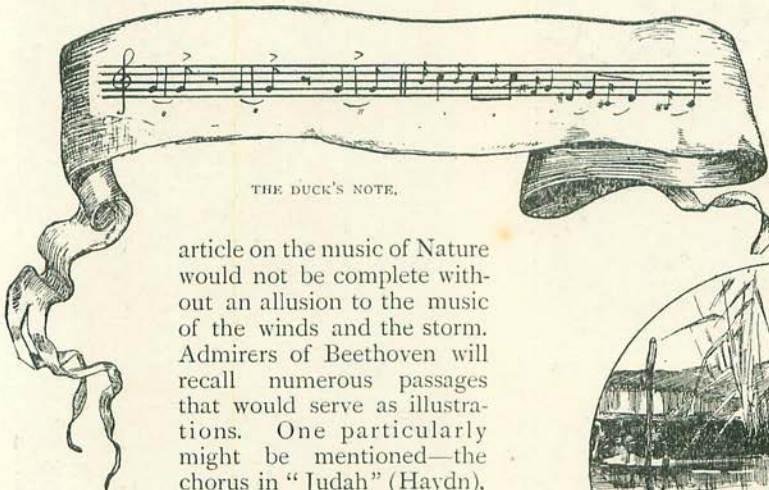 THE DUCK'S NOTE.
article on the music of Nature
would not be complete with-
out an allusion to the music
of the winds and the storm.
Admirers of Beethoven will
recall numerous passages
that would serve as illustra-
tions. One particularly
might be mentioned—the
chorus in "Judah" (Haydn),